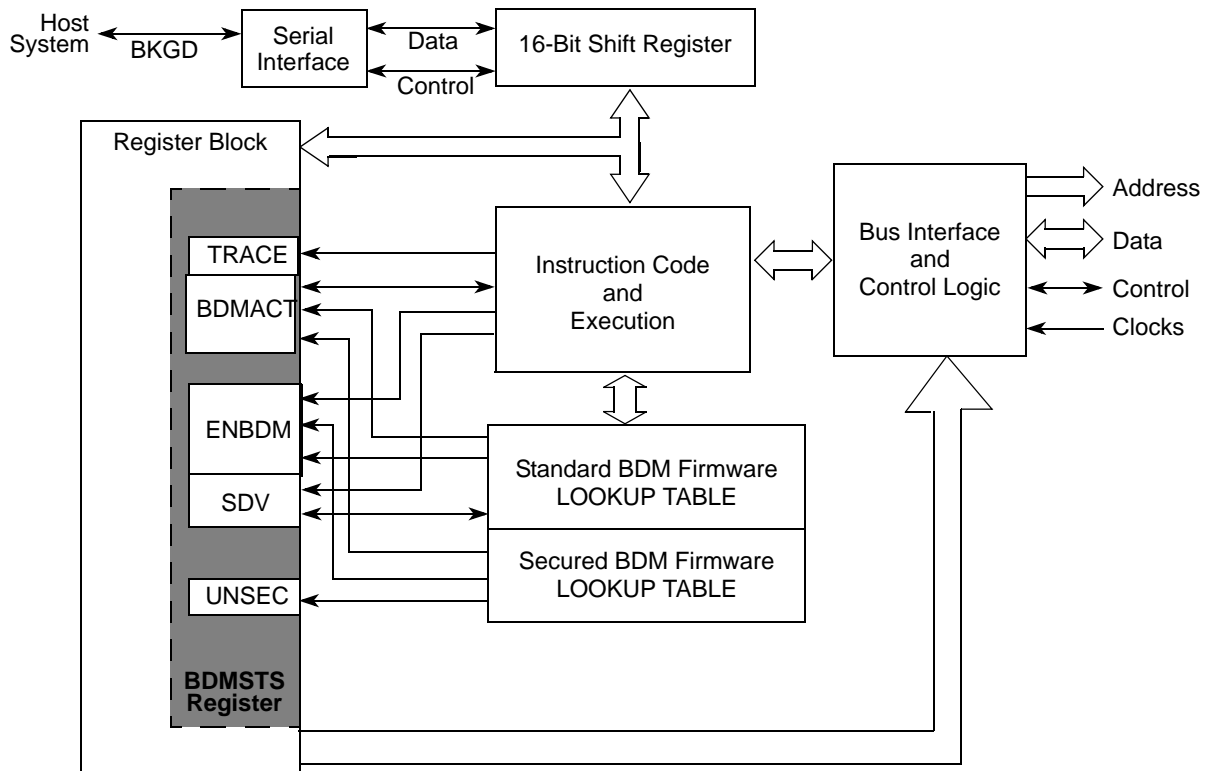 Host
System
BKGD
Serial
Interface
Data
Control
16-Bit Shift Register
Register Block
TRACE
BDMACT
ENBDM
SDV
UNSEC
BDMSTS
Register
Instruction Code
and
Execution
Standard BDM Firmware
LOOKUP TABLE
Secured BDM Firmware
LOOKUP TABLE
Bus Interface
and
Control Logic
Address
Data
Control
Clocks